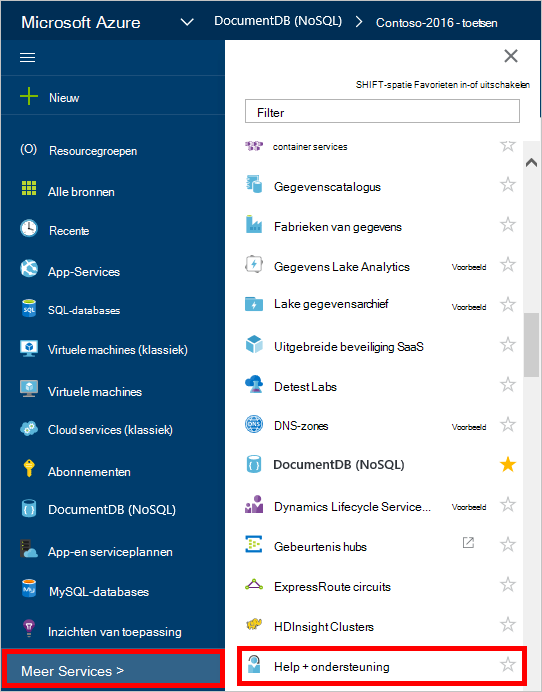 Microsoft Azure
DocumentDB (NoSQL) > Contoso-2016 - toetsen
Nieuw
(O) Resourcegroepen
Alle bronnen
Recente
App-Services
SQL-databases
Virtuele machines (klassiek)
Virtuele machines
Cloud services (klassiek)
Abonnementen
DocumentDB (NoSQL)
App-en serviceplannen
MySQL-databases
Inzichten van toepassing
Meer Services >
SHIFT-spatie Favorieten in-of uitschakelen
Filter
container services
Gegevenscatalogus
Fabrieken van gegevens
Gegevens Lake Analytics Voorbeeld
Lake gegevensarchief Voorbeeld
Uitgebreide beveiliging SaaS
Detest Labs
DNS-zones Voorbeeld
DocumentDB (NoSQL)
Dynamics Lifecycle Service... Voorbeeld
Gebeurtenis hubs
ExpressRoute circuits
HDInsight Clusters
Help + ondersteuning